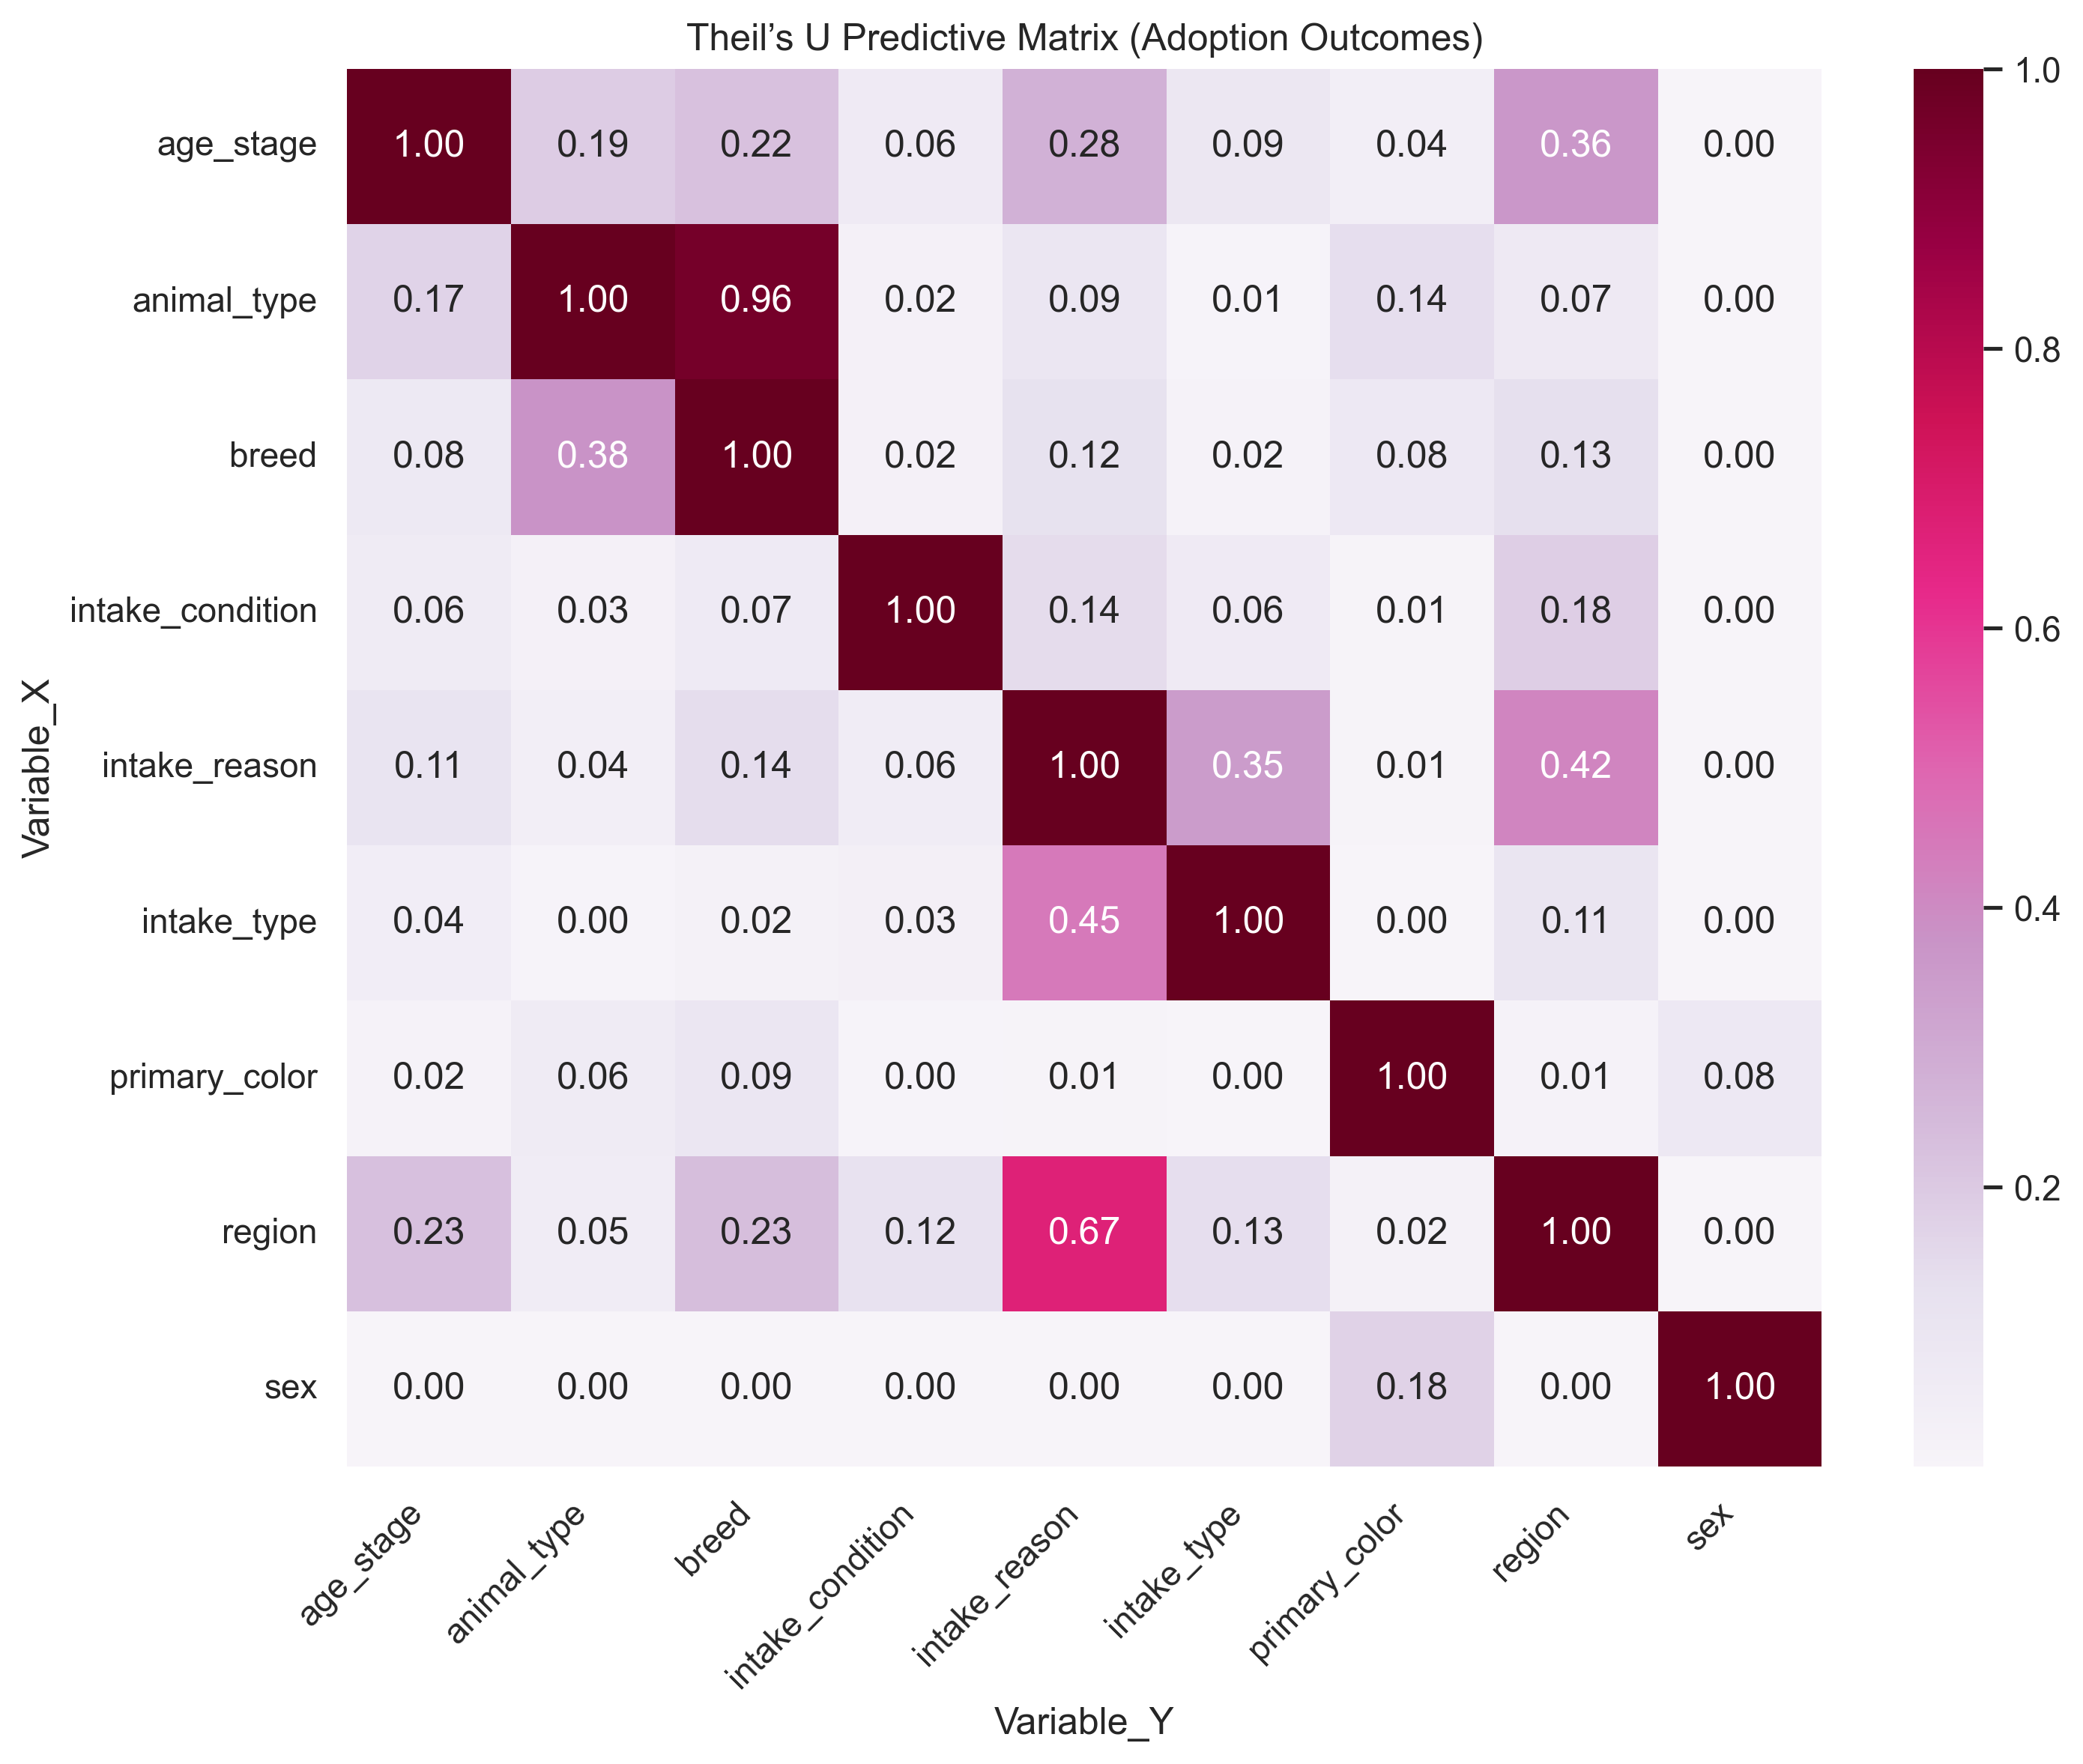 Theil’s U Predictive Matrix (Adoption Outcomes)
Variable_X
age_stage 1.00 0.19 0.22 0.06 0.28 0.09 0.04 0.36 0.00
animal_type 0.17 1.00 0.96 0.02 0.09 0.01 0.14 0.07 0.00
breed 0.08 0.38 1.00 0.02 0.12 0.02 0.08 0.13 0.00
intake_condition 0.06 0.03 0.07 1.00 0.14 0.06 0.01 0.18 0.00
intake_reason 0.11 0.04 0.14 0.06 1.00 0.35 0.01 0.42 0.00
intake_type 0.04 0.00 0.02 0.03 0.45 1.00 0.00 0.11 0.00
primary_color 0.02 0.06 0.09 0.00 0.01 0.00 1.00 0.01 0.08
region 0.23 0.05 0.23 0.12 0.67 0.13 0.02 1.00 0.00
sex 0.00 0.00 0.00 0.00 0.00 0.00 0.18 0.00 1.00
age_stage animal_type breed intake_condition intake_reason intake_type primary_color region sex
Variable_Y
1.0
0.8
0.6
0.4
0.2